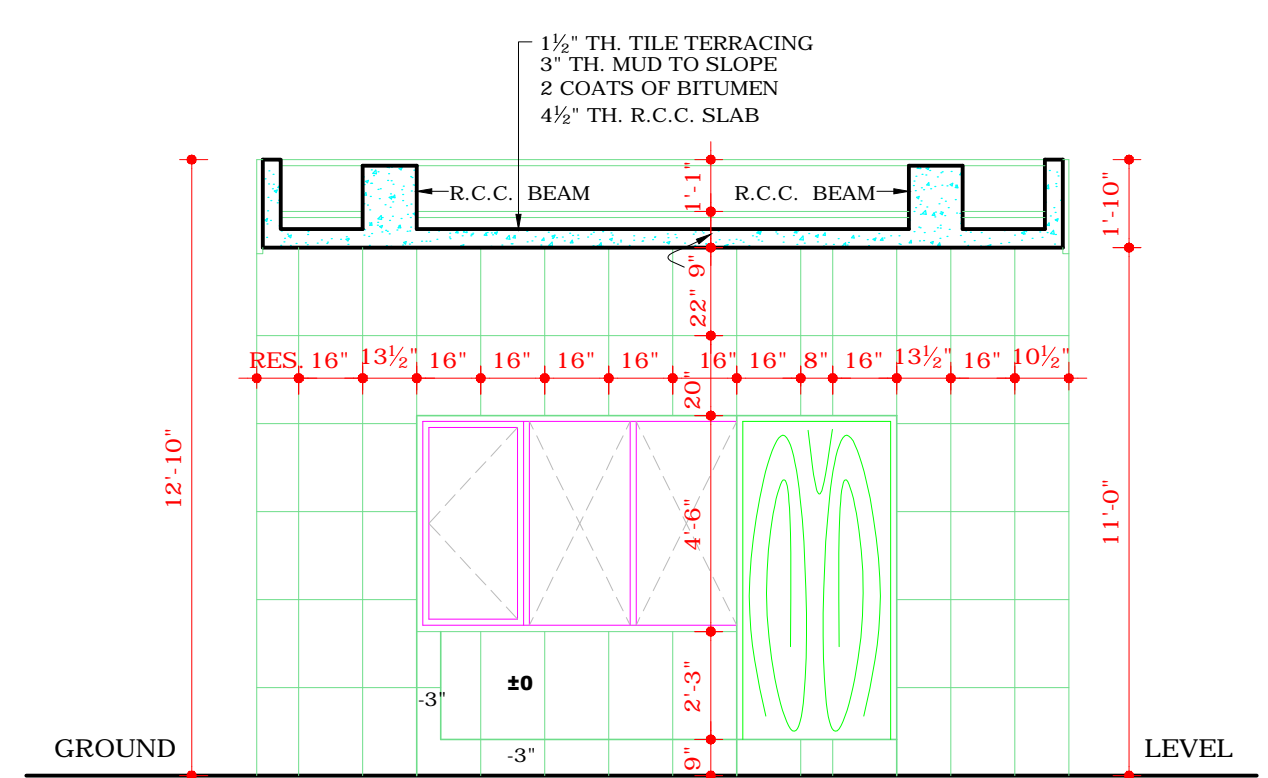 1½" TH. TILE TERRACING
3" TH. MUD TO SLOPE
2 COATS OF BITUMEN
4½" TH. R.C.C. SLAB
1'-1"
R.C.C. BEAM
R.C.C. BEAM
1'-10"
9"
22"
RES. 16" 13½" 16" 16" 16" 16" 16" 16" 8" 16" 13½" 16" 10½"
20"
12'-10"
4'-6"
11'-0"
±0
-3"
2'-3"
GROUND
-3"
9"
LEVEL